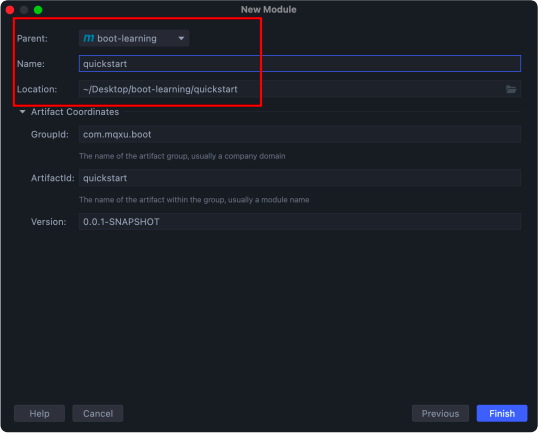 New Module
Parent: m boot-learning
Name: quickstart
Location: ~/Desktop/boot-learning/quickstart
Artifact Coordinates
GroupId: com.mqxu.boot
The name of the artifact group, usually a company domain
ArtifactId: quickstart
The name of the artifact within the group, usually a module name
Version: 0.0.1-SNAPSHOT
Help Cancel Previous Finish